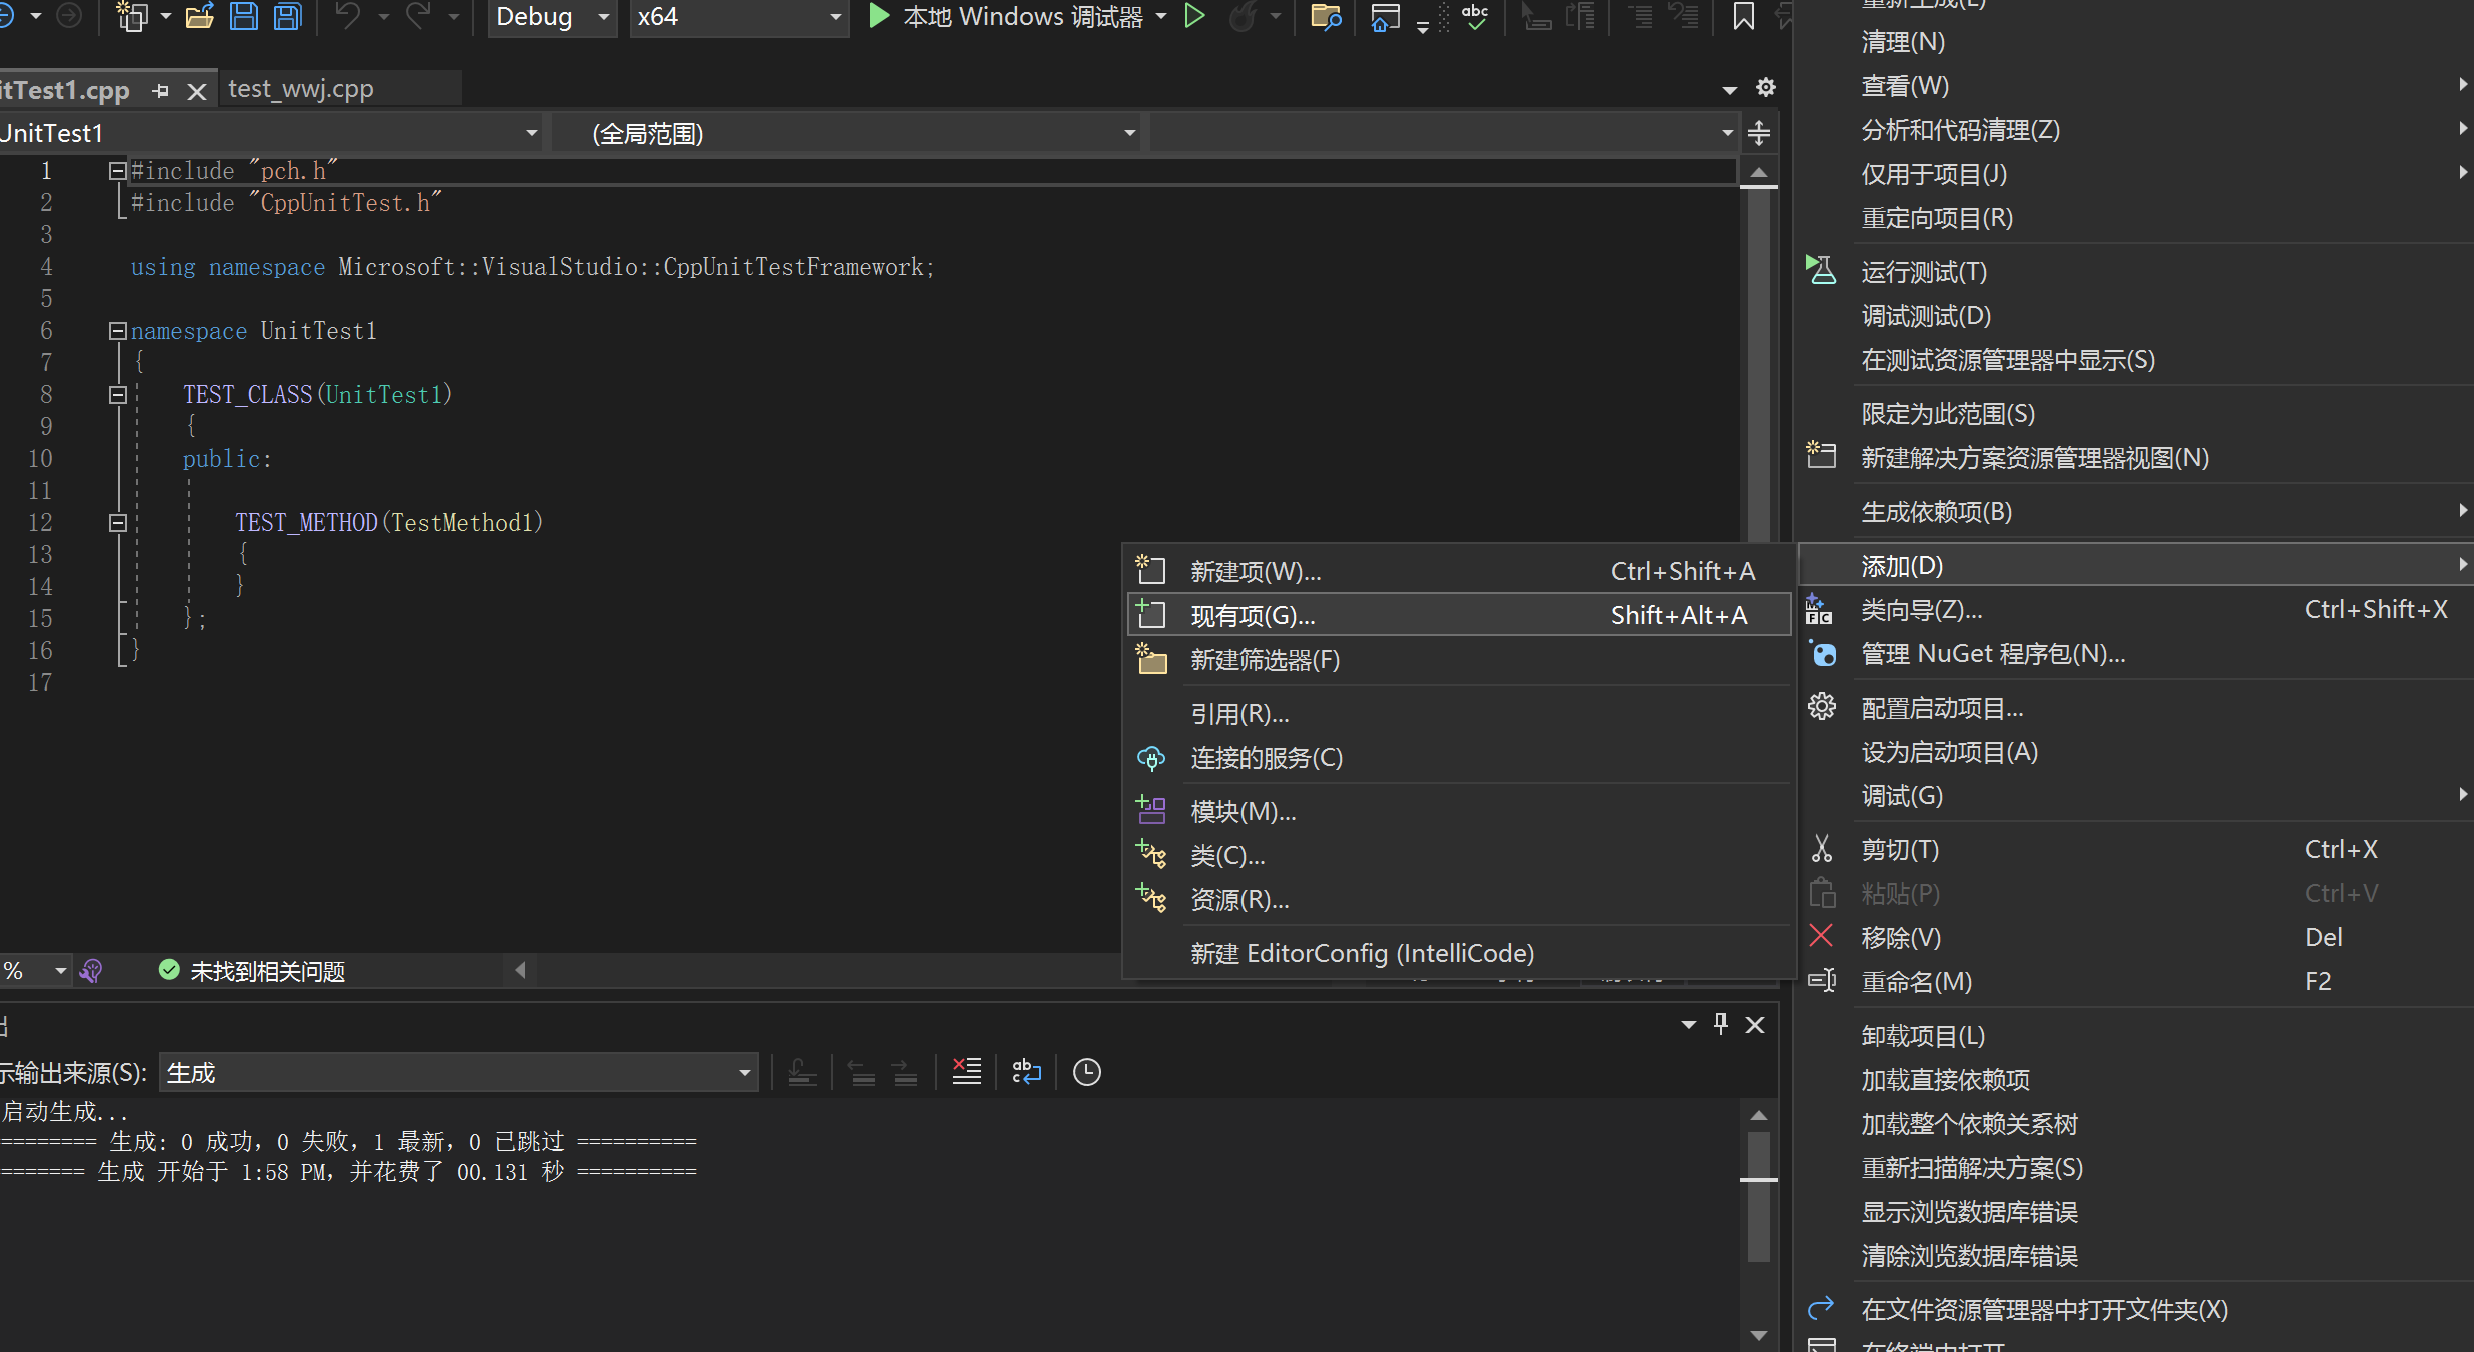 Debug
x64
本地 Windows 调试器
itTest1.cpp
test_wwj.cpp
UnitTest1
(全局范围)
1 #include "pch.h"
2 #include "CppUnitTest.h"
3
4 using namespace Microsoft::VisualStudio::CppUnitTestFramework;
5
6 namespace UnitTest1
7 {
8 TEST_CLASS(UnitTest1)
9 {
10 public:
11
12 TEST_METHOD(TestMethod1)
13 {
14 }
15 };
16 }
17
%
未找到相关问题
示输出来源(S):
生成
启动生成...
======== 生成: 0 成功，0 失败，1 最新，0 已跳过 ==========
======= 生成 开始于 1:58 PM，并花费了 00.131 秒 ==========
新建项(W)... Ctrl+Shift+A
现有项(G)... Shift+Alt+A
新建筛选器(F)
引用(R)...
连接的服务(C)
模块(M)...
类(C)...
资源(R)...
新建 EditorConfig (IntelliCode)
重新生成(E)
清理(N)
查看(W)
分析和代码清理(Z)
仅用于项目(J)
重定向项目(R)
运行测试(T)
调试测试(D)
在测试资源管理器中显示(S)
限定为此范围(S)
新建解决方案资源管理器视图(N)
生成依赖项(B)
添加(D)
类向导(Z)... Ctrl+Shift+X
管理 NuGet 程序包(N)...
配置启动项目...
设为启动项目(A)
调试(G)
剪切(T) Ctrl+X
粘贴(P) Ctrl+V
移除(V) Del
重命名(M) F2
卸载项目(L)
加载直接依赖项
加载整个依赖关系树
重新扫描解决方案(S)
显示浏览数据库错误
清除浏览数据库错误
在文件资源管理器中打开文件夹(X)
在终端中打开